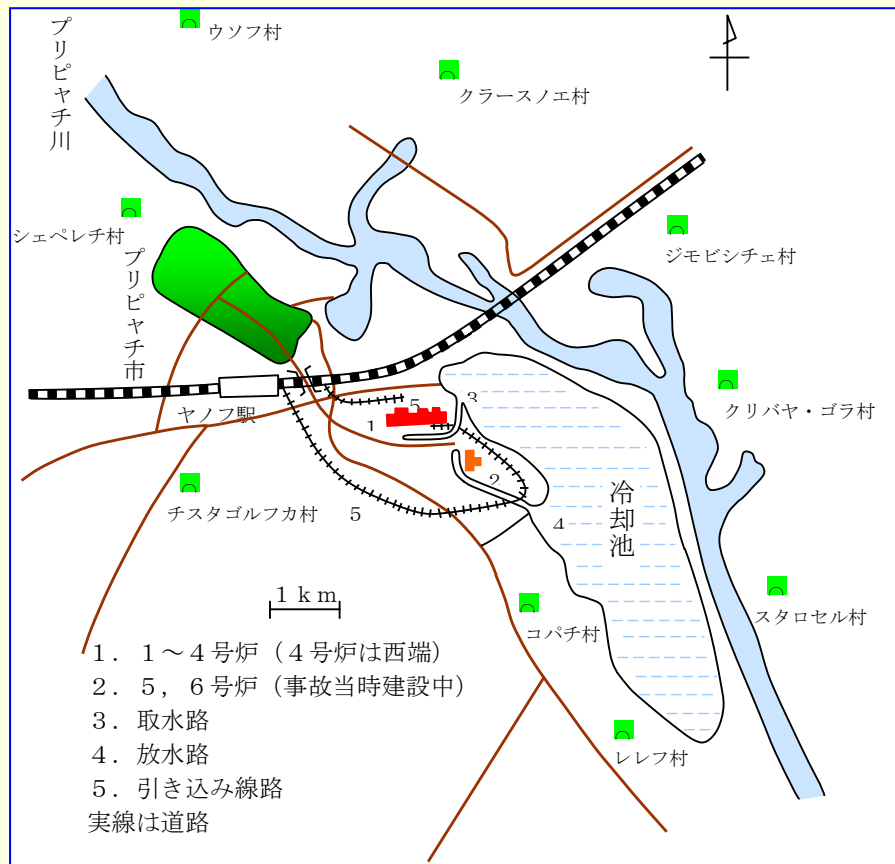 ウソフ村
プリピャチ川
クラースノエ村
シェペレチ村
ジモビシチェ村
プリピャチ市
クリバヤ・ゴラ村
ヤノフ駅
5
3
1
2
チスタゴルフカ村
5
4
冷却池
1ｋｍ
コパチ村
スタロセル村
レレフ村
１．１～４号炉（４号炉は西端）
２．５，６号炉（事故当時建設中）
３．取水路
４．放水路
５．引き込み線路
実線は道路